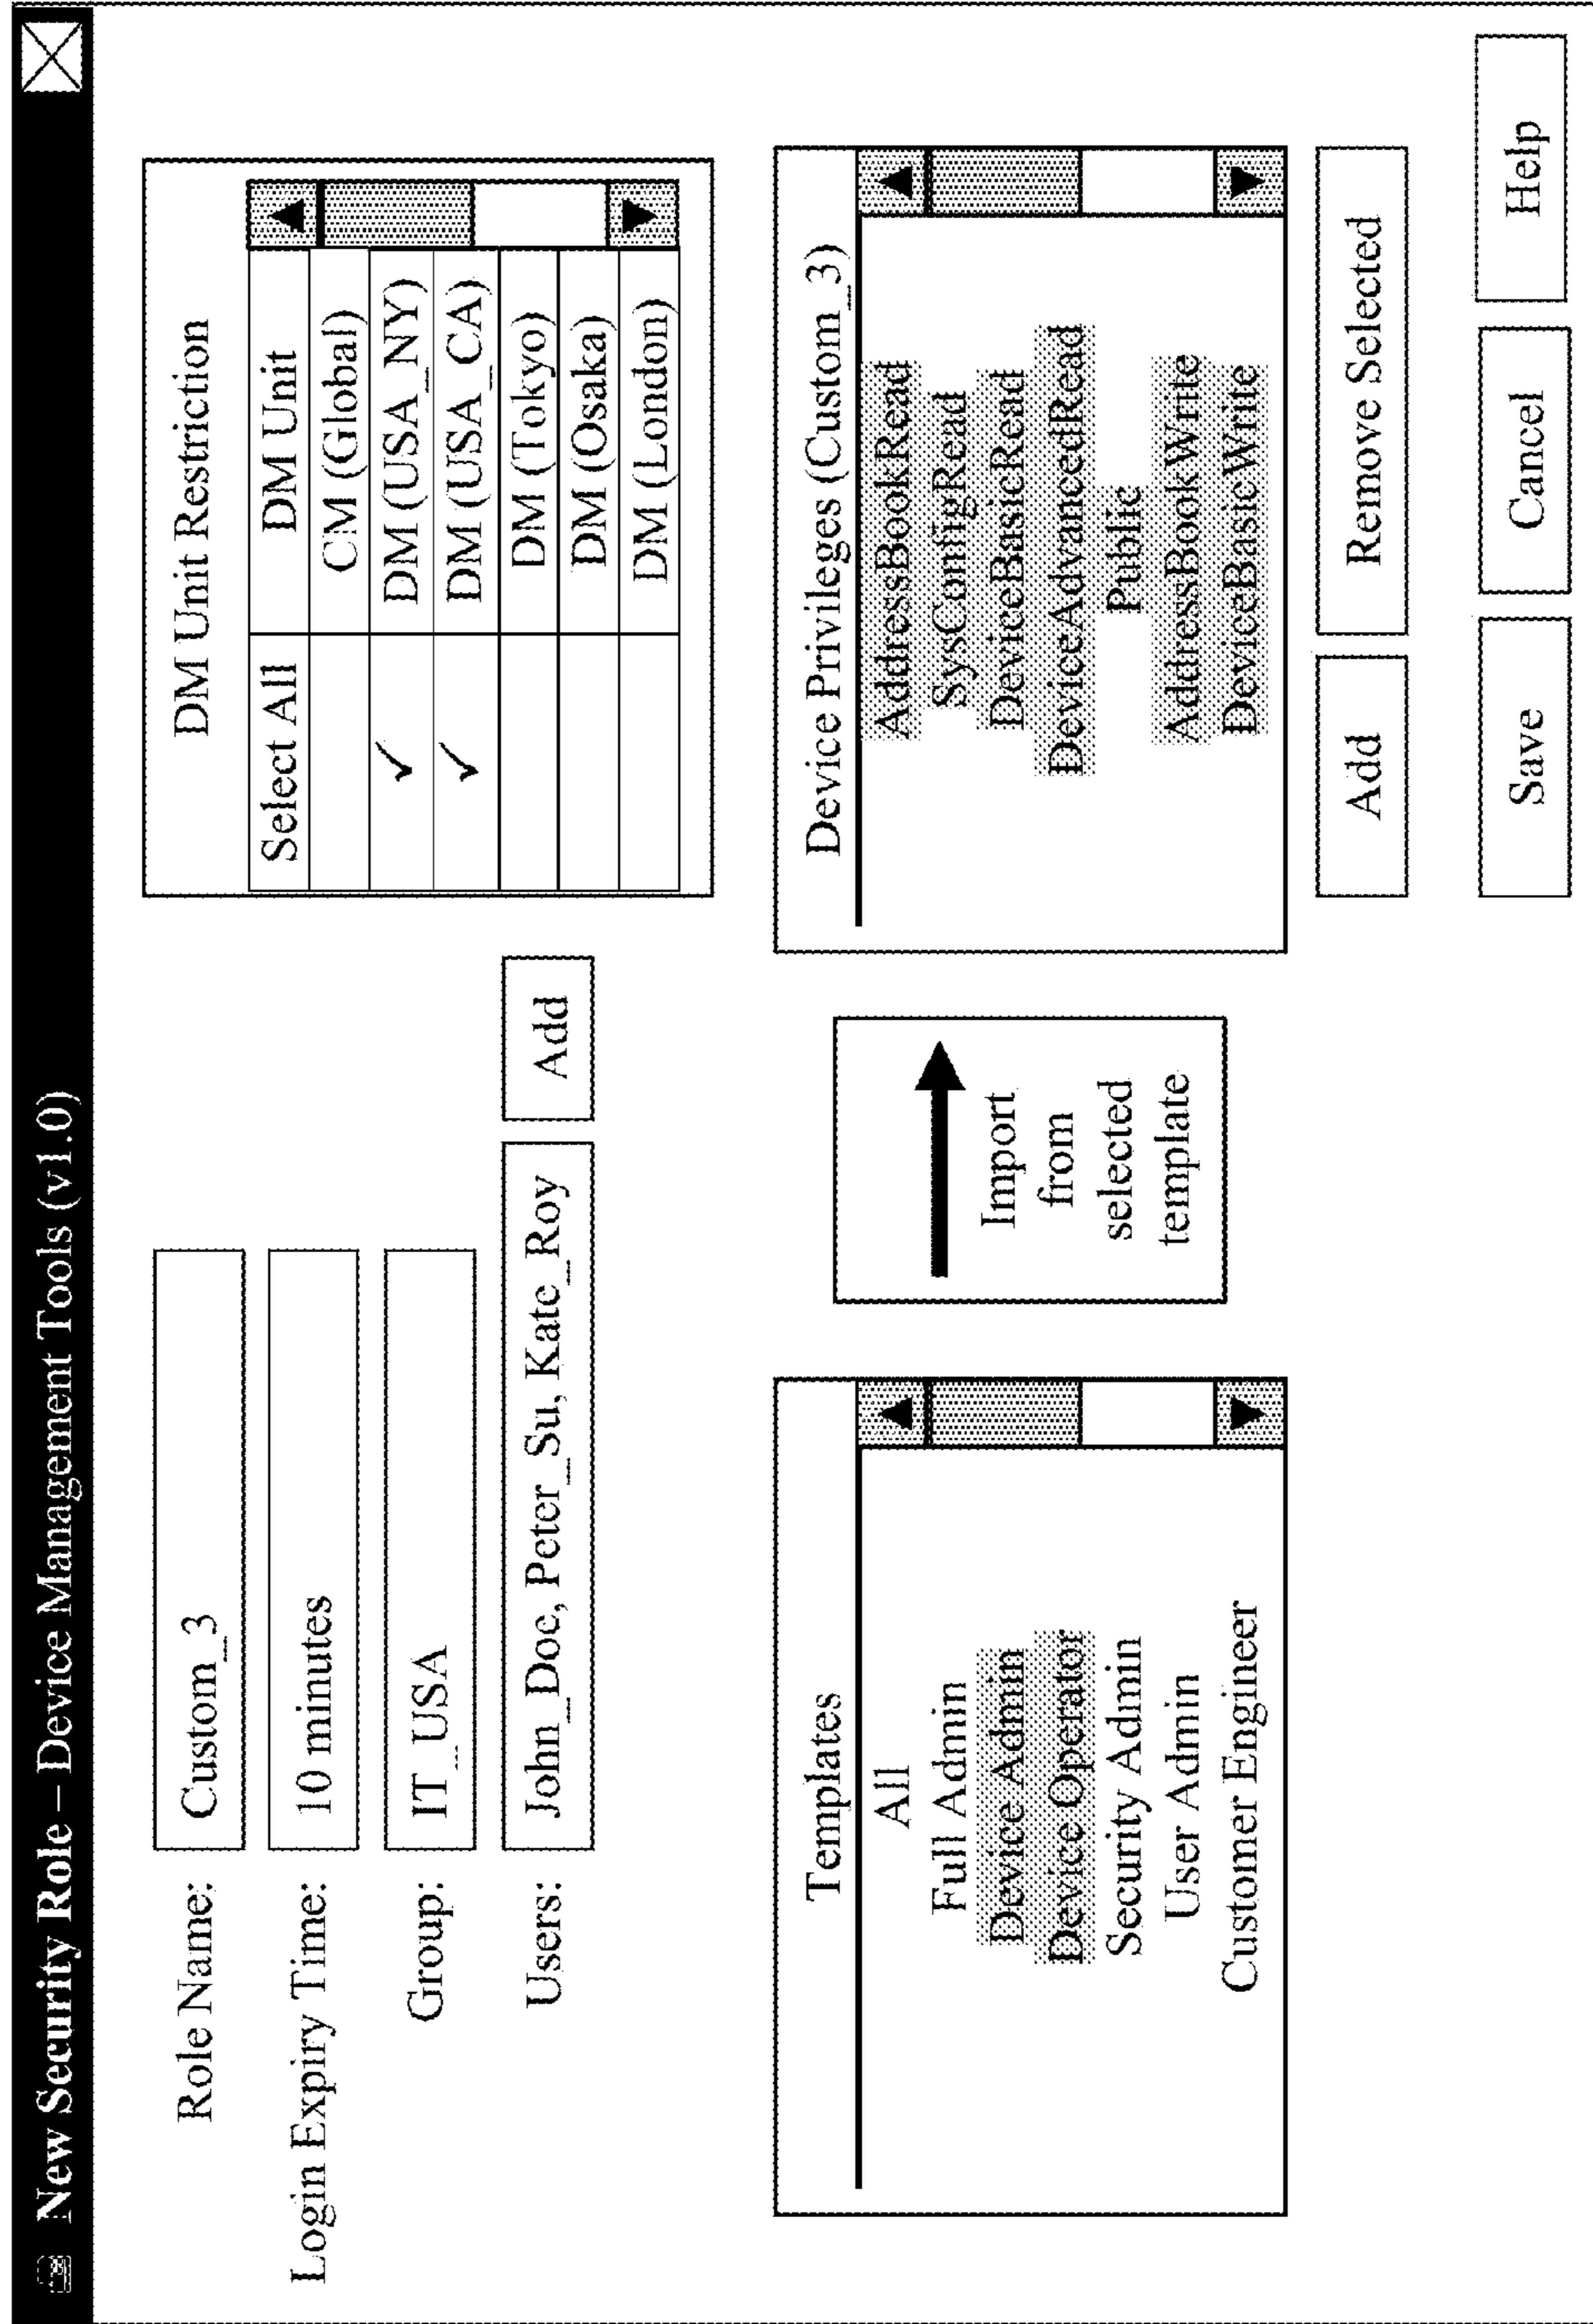 New Security Role – Device Management Tools (v1.0)
Role Name: Custom_3
Login Expiry Time: 10 minutes
Group: IT_USA
Users: John_Doe, Peter_Su, Kate_Roy Add
DM Unit Restriction
Select All DM Unit
CM (Global)
✓ DM (USA_NY)
✓ DM (USA_CA)
DM (Tokyo)
DM (Osaka)
DM (London)
Templates
All
Full Admin
Device Admin
Device Operator
Security Admin
User Admin
Customer Engineer
Import
from
selected
template
Device Privileges (Custom_3)
AddressBookRead
SysConfigRead
DeviceBasicRead
DeviceAdvancedRead
Public
AddressBookWrite
DeviceBasicWrite
Add Remove Selected
Save Cancel Help